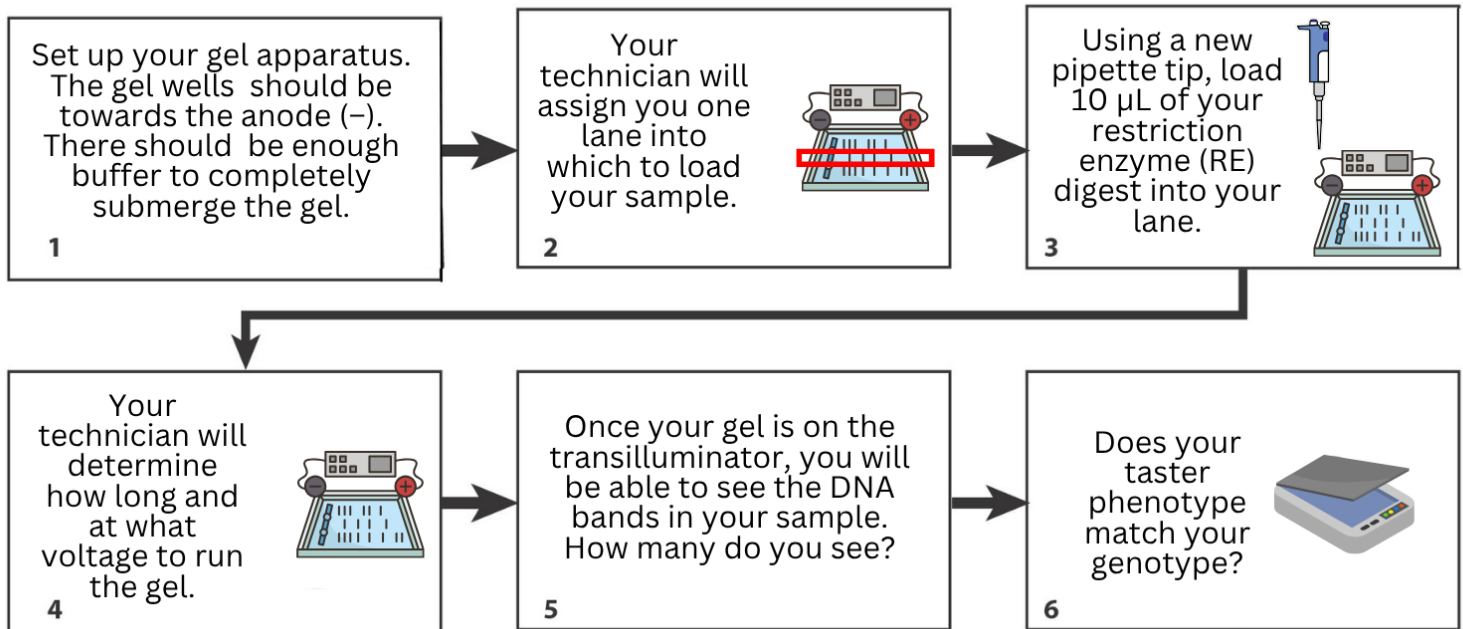 Set up your gel apparatus.
The gel wells should be
towards the anode (−).
There should be enough
buffer to completely
submerge the gel.
1
Your
technician will
assign you one
lane into
which to load
your sample.
−
+
2
Using a new
pipette tip, load
10 µL of your
restriction
enzyme (RE)
digest into your
lane.
−
+
3
Your
technician will
determine
how long and
at what
voltage to run
the gel.
−
+
4
Once your gel is on the
transilluminator, you will
be able to see the DNA
bands in your sample.
How many do you see?
5
Does your
taster
phenotype
match your
genotype?
6